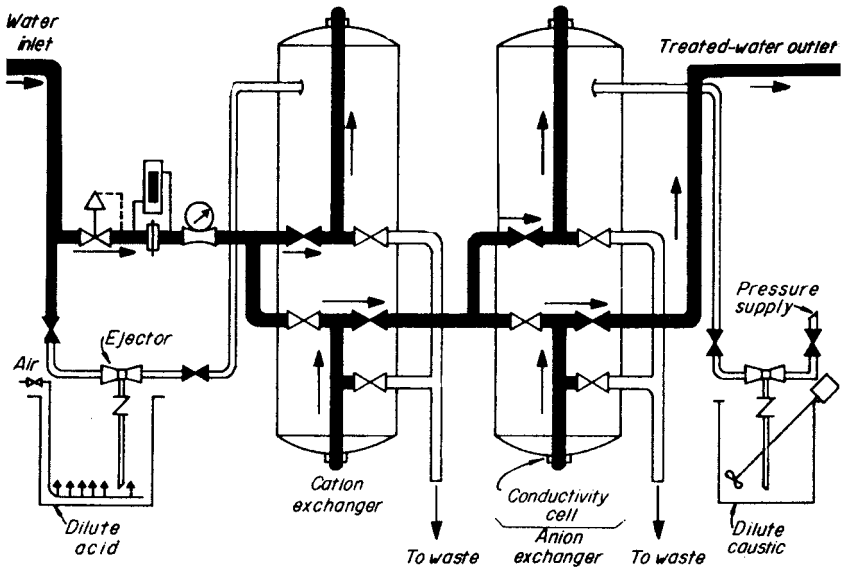 Water
inlet
Treated-water outlet
Pressure
supply
Ejector
Air
Dilute
acid
Cation
exchanger
To waste
Conductivity
cell
Anion
exchanger
To waste
Dilute
caustic